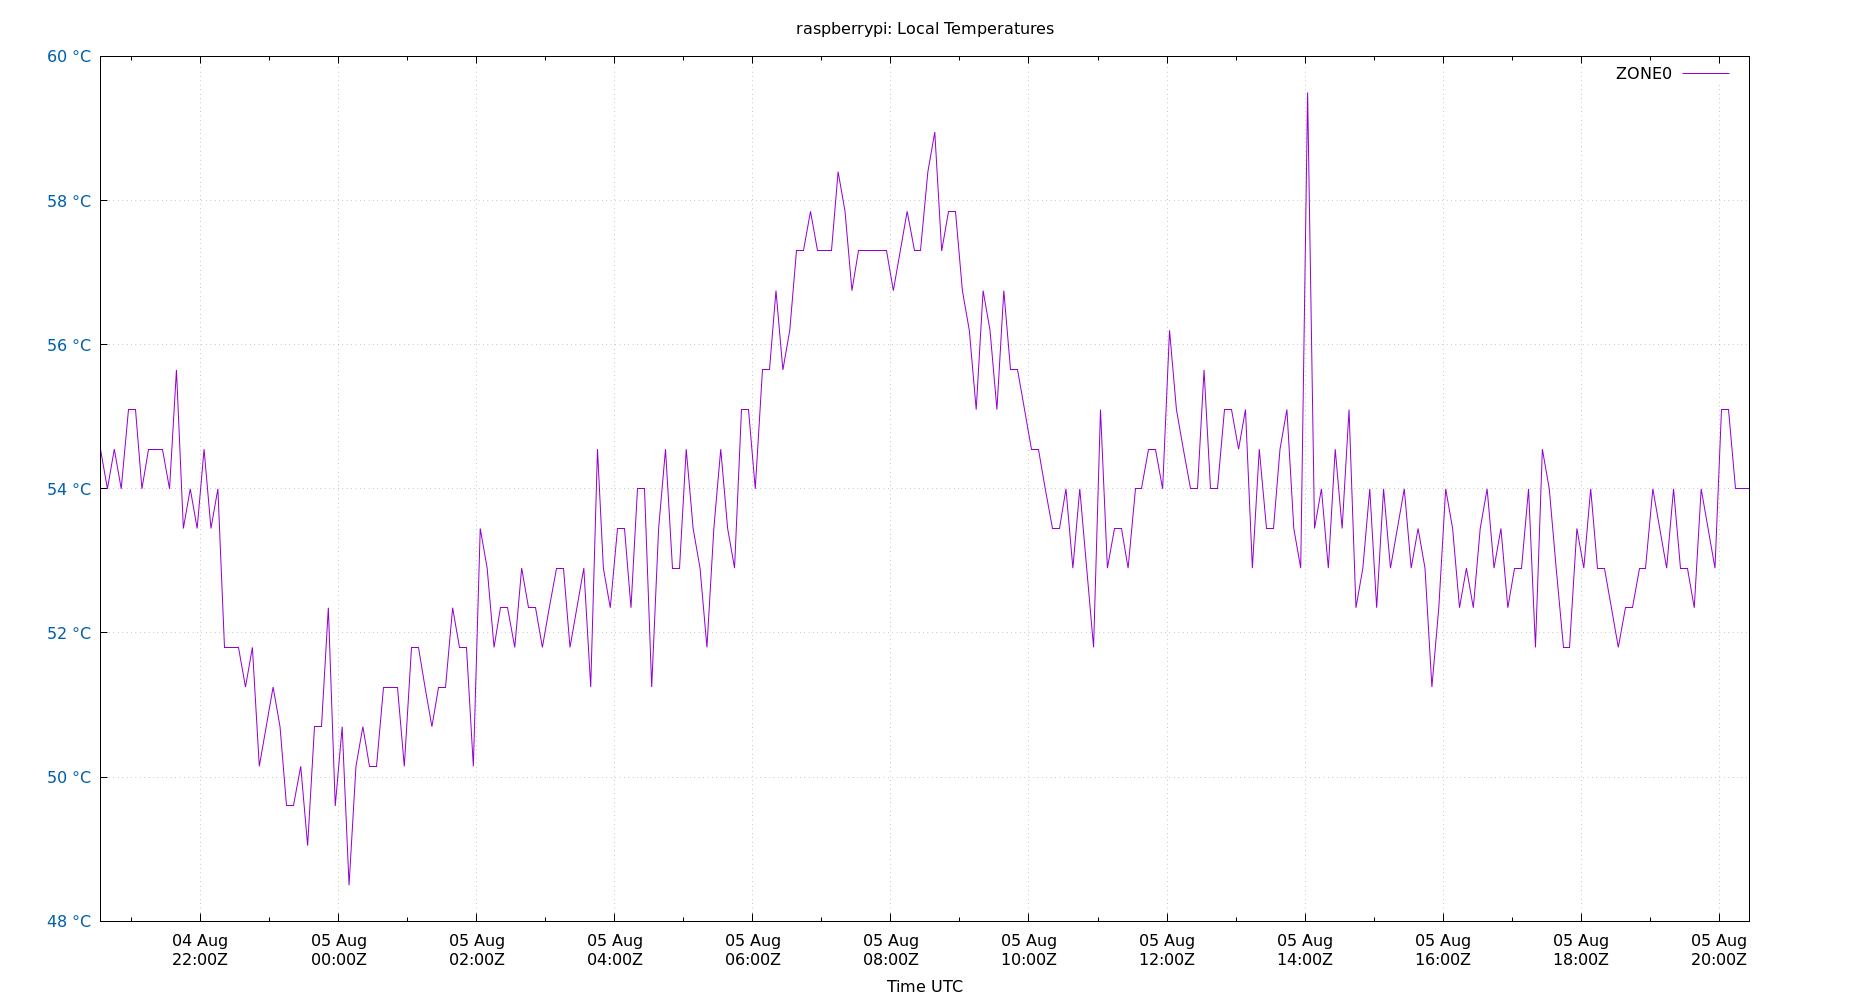 raspberrypi: Local Temperatures
60 °C
ZONE0
58 °C
56 °C
54 °C
52 °C
50 °C
48 °C
04 Aug 05 Aug 05 Aug 05 Aug 05 Aug 05 Aug 05 Aug 05 Aug 05 Aug 05 Aug 05 Aug 05 Aug
22:00Z 00:00Z 02:00Z 04:00Z 06:00Z 08:00Z 10:00Z 12:00Z 14:00Z 16:00Z 18:00Z 20:00Z
Time UTC